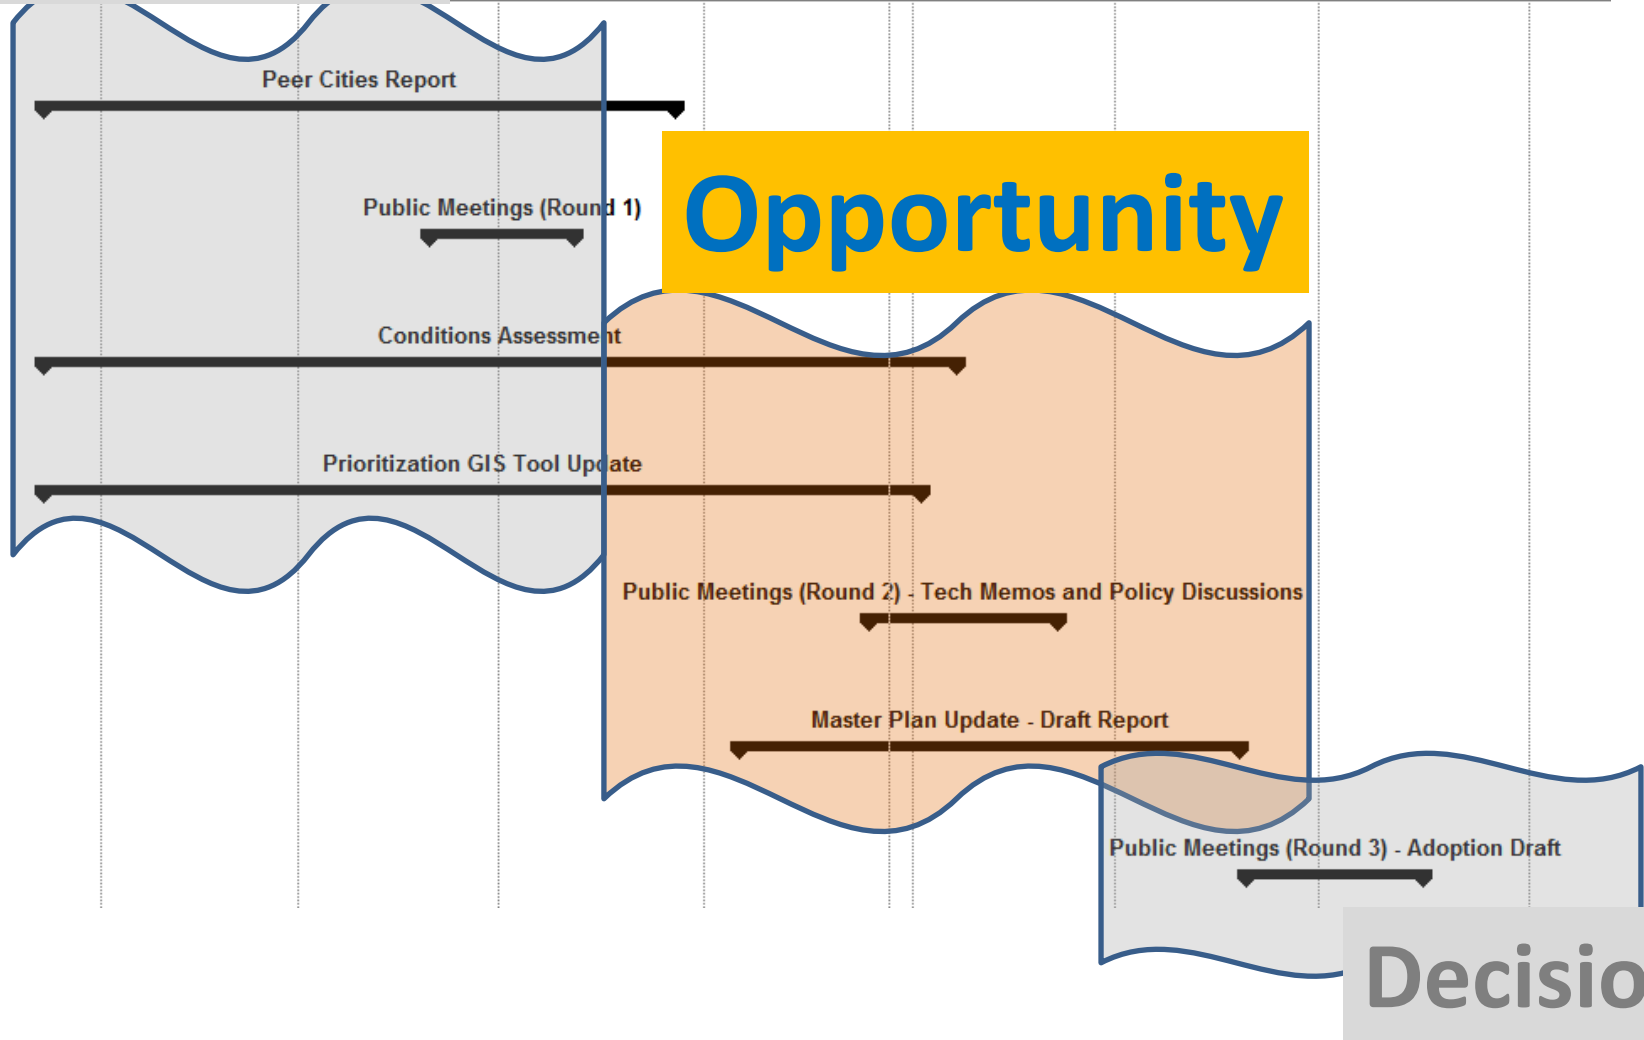 Peer Cities Report
Opportunity
Public Meetings (Round 1)
Conditions Assessment
Prioritization GIS Tool Update
Public Meetings (Round 2) - Tech Memos and Policy Discussions
Master Plan Update - Draft Report
Public Meetings (Round 3) - Adoption Draft
Decisio